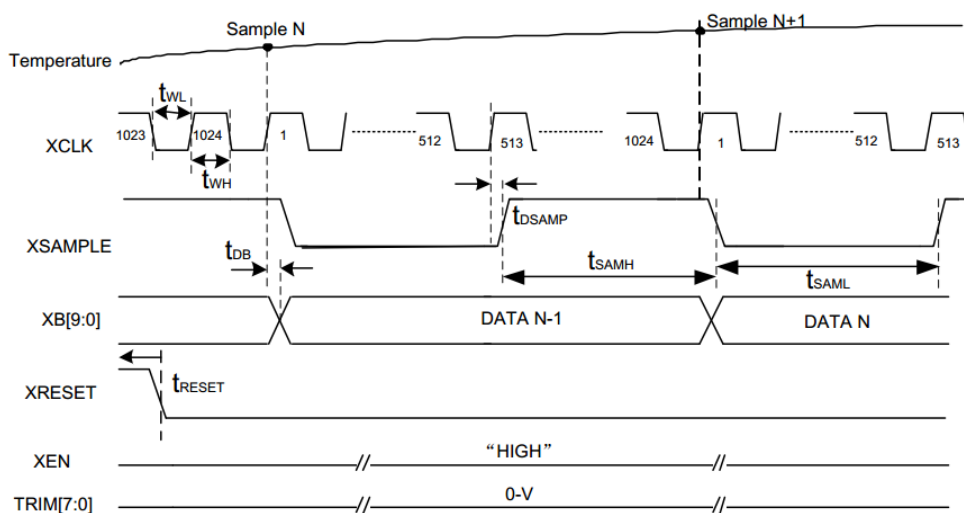 Sample N
Sample N+1
Temperature
tWL
1023 1024 1 512 513 1024 1 512 513
XCLK
tWH
tDSAMP
XSAMPLE
tDB
tSAMH
tSAML
XB[9:0]
DATA N-1
DATA N
tRESET
XRESET
“HIGH”
XEN
0-V
TRIM[7:0]